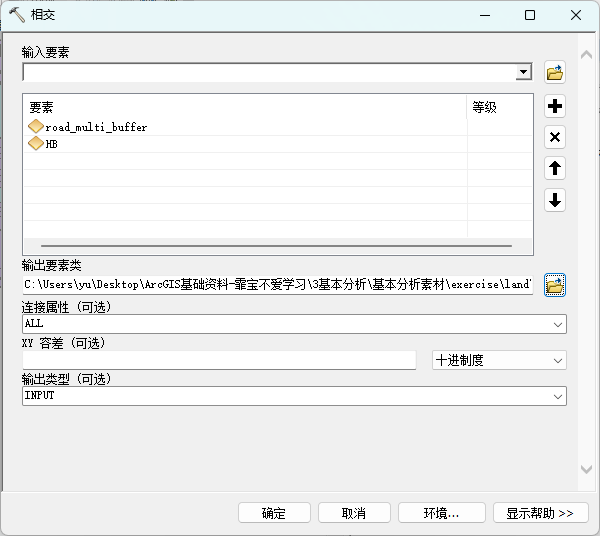 相交
输入要素
要素 等级
road_multi_buffer
HB
输出要素类
C:\Users\yu\Desktop\ArcGIS基础资料-霏宝不爱学习\3基本分析\基本分析素材\exercise\land\
连接属性 (可选)
ALL
XY 容差 (可选)
十进制度
输出类型 (可选)
INPUT
确定 取消 环境... 显示帮助 >>